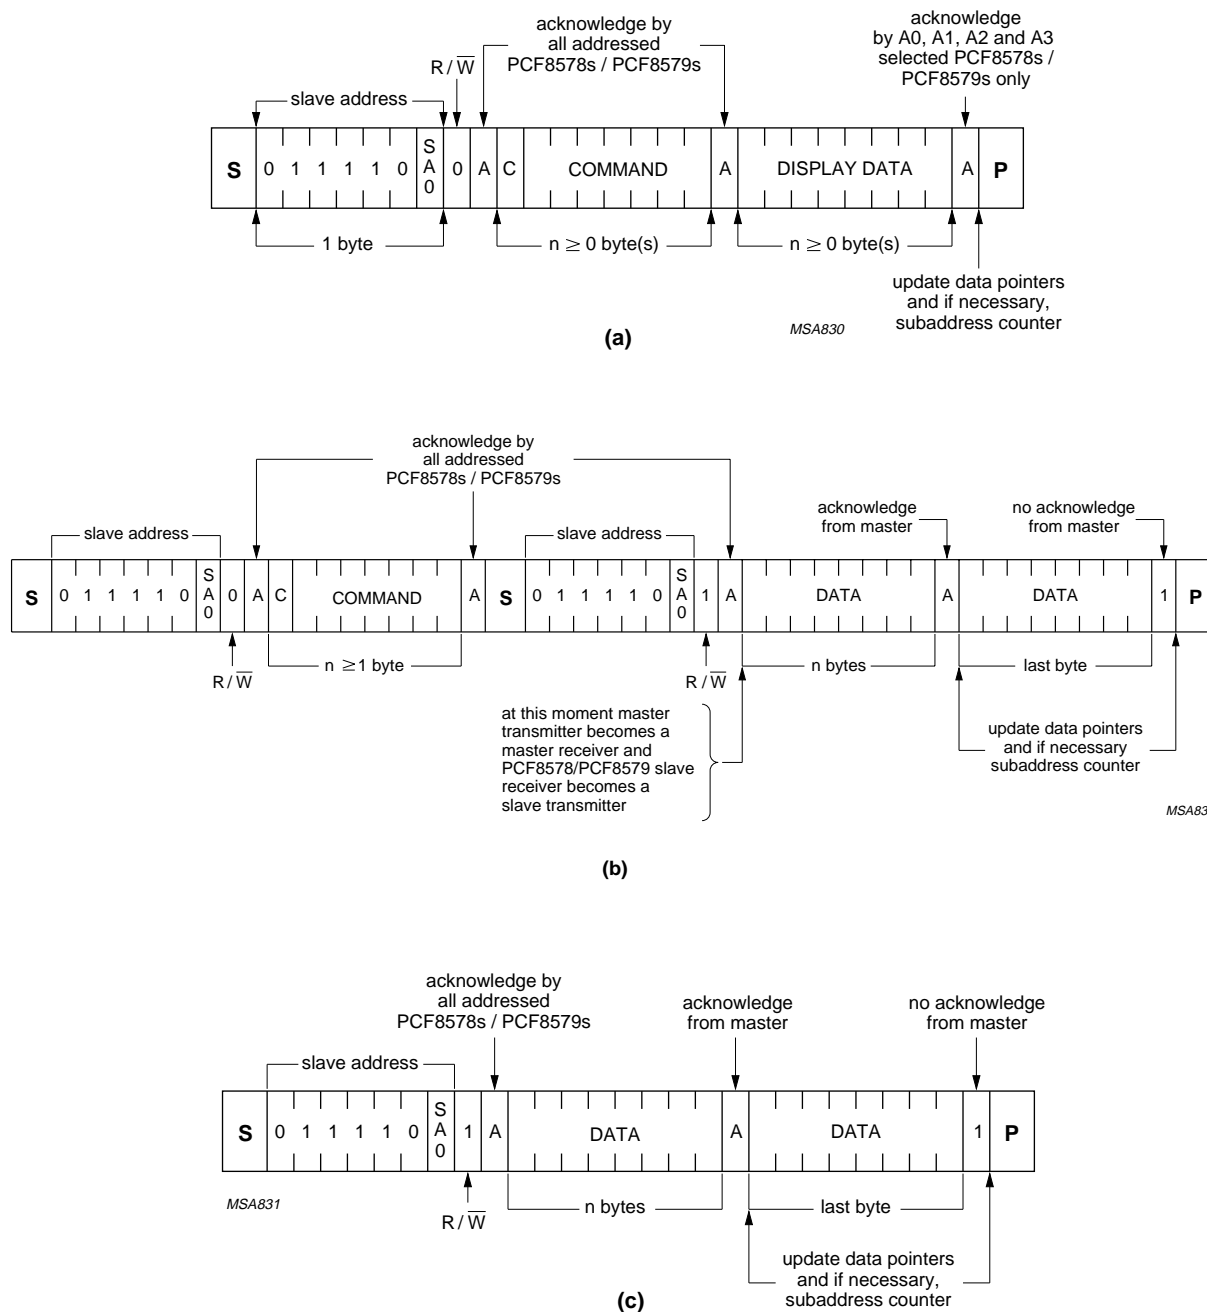 acknowledge by
all addressed
PCF8578s / PCF8579s
acknowledge
by A0, A1, A2 and A3
selected PCF8578s /
PCF8579s only
R / W
slave address
S 0 1 1 1 1 0 SA0 0 A C COMMAND A DISPLAY DATA A P
1 byte n ≥ 0 byte(s) n ≥ 0 byte(s)
update data pointers
and if necessary,
subaddress counter
MSA830
(a)
acknowledge by
all addressed
PCF8578s / PCF8579s
acknowledge
from master
no acknowledge
from master
slave address slave address
S 0 1 1 1 1 0 SA0 0 A C COMMAND A S 0 1 1 1 1 0 SA0 1 A DATA A DATA 1 P
R / W n ≥ 1 byte R / W n bytes last byte
at this moment master
transmitter becomes a
master receiver and
PCF8578/PCF8579 slave
receiver becomes a
slave transmitter
update data pointers
and if necessary
subaddress counter
MSA83
(b)
acknowledge by
all addressed
PCF8578s / PCF8579s
acknowledge
from master
no acknowledge
from master
slave address
S 0 1 1 1 1 0 SA0 1 A DATA A DATA 1 P
MSA831
R / W n bytes last byte
update data pointers
and if necessary,
subaddress counter
(c)